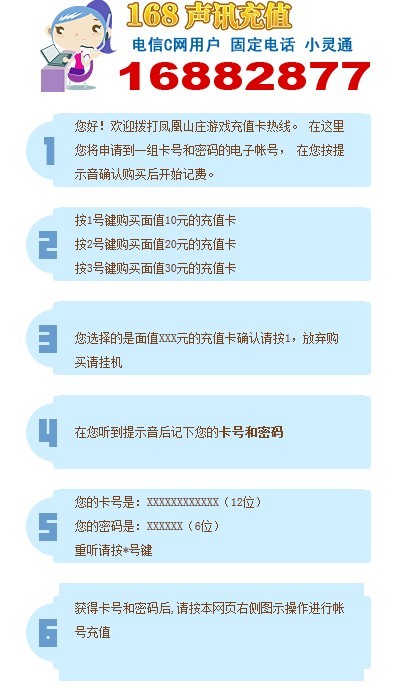 168 声讯充值
电信C网用户 固定电话 小灵通
16882877
1
您好！欢迎拨打凤凰山庄游戏充值卡热线。 在这里
您将申请到一组卡号和密码的电子帐号， 在您按提
示音确认购买后开始记费。
2
按1号键购买面值10元的充值卡
按2号键购买面值20元的充值卡
按3号键购买面值30元的充值卡
3
您选择的是面值XXX元的充值卡确认请按1，放弃购
买请挂机
4
在您听到提示音后记下您的卡号和密码
5
您的卡号是：XXXXXXXXXXXX（12位）
您的密码是：XXXXXX（6位）
重听请按*号键
6
获得卡号和密码后,请按本网页右侧图示操作进行帐
号充值